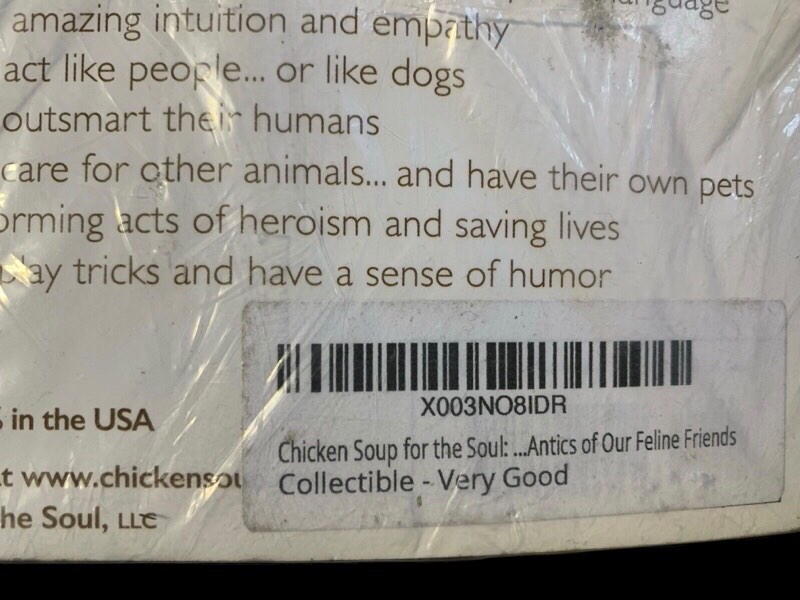 language
amazing intuition and empathy
act like people... or like dogs
outsmart their humans
care for other animals... and have their own pets
orming acts of heroism and saving lives
play tricks and have a sense of humor
in the USA
t www.chickensou
he Soul, LLC
X003NO8IDR
Chicken Soup for the Soul: ...Antics of Our Feline Friends
Collectible - Very Good